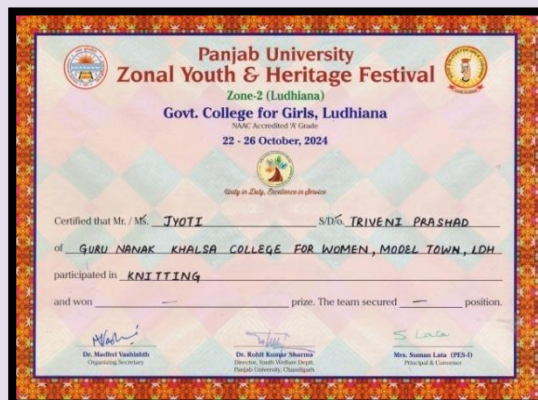 Panjab University
Zonal Youth & Heritage Festival
Zone-2 (Ludhiana)
Govt. College for Girls, Ludhiana
NAAC Accredited 'A' Grade
22 - 26 October, 2024
Unity in Duty, Excellence in Service
Certified that Mr. / Ms. JYOTI S/D/o. TRIVENI PRASHAD
of GURU NANAK KHALSA COLLEGE FOR WOMEN, MODEL TOWN, LDH
participated in KNITTING
and won — prize. The team secured — position.
S Lata
Dr. Madhvi Vashishth Dr. Rohit Kumar Sharma Mrs. Suman Lata (PES-I)
Organising Secretary Director, Youth Welfare Deptt. Principal & Convenor
Panjab University, Chandigarh